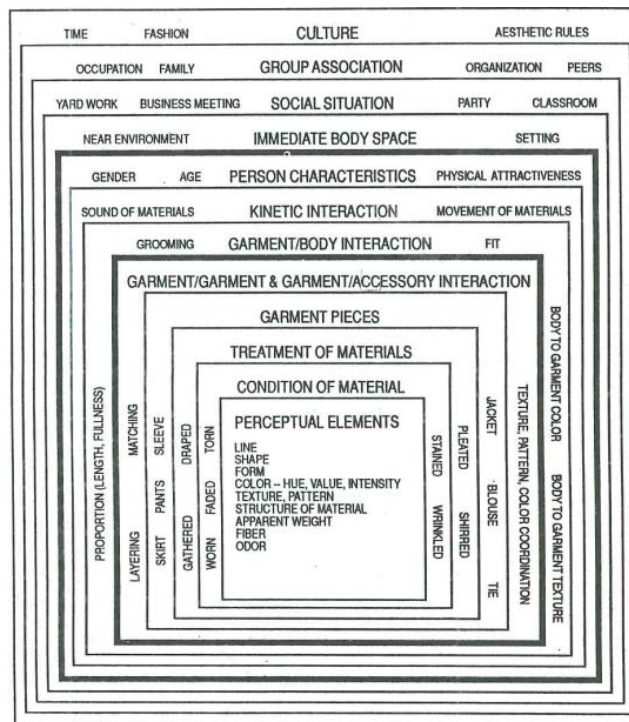 TIME FASHION CULTURE AESTHETIC RULES
OCCUPATION FAMILY GROUP ASSOCIATION ORGANIZATION PEERS
YARD WORK BUSINESS MEETING SOCIAL SITUATION PARTY CLASSROOM
NEAR ENVIRONMENT IMMEDIATE BODY SPACE SETTING
GENDER AGE PERSON CHARACTERISTICS PHYSICAL ATTRACTIVENESS
SOUND OF MATERIALS KINETIC INTERACTION MOVEMENT OF MATERIALS
GROOMING GARMENT/BODY INTERACTION FIT
GARMENT/GARMENT & GARMENT/ACCESSORY INTERACTION
GARMENT PIECES
TREATMENT OF MATERIALS
CONDITION OF MATERIAL
PERCEPTUAL ELEMENTS
LINE
SHAPE
FORM
COLOR – HUE, VALUE, INTENSITY
TEXTURE, PATTERN
STRUCTURE OF MATERIAL
APPARENT WEIGHT
FIBER
ODOR
PROPORTION (LENGTH, FULLNESS)
LAYERING MATCHING
SKIRT PANTS SLEEVE
GATHERED DRAPED
WORN FADED TORN
STAINED WRINKLED
PLEATED SHIRRED
JACKET BLOUSE TIE
TEXTURE, PATTERN, COLOR COORDINATION
BODY TO GARMENT COLOR BODY TO GARMENT TEXTURE